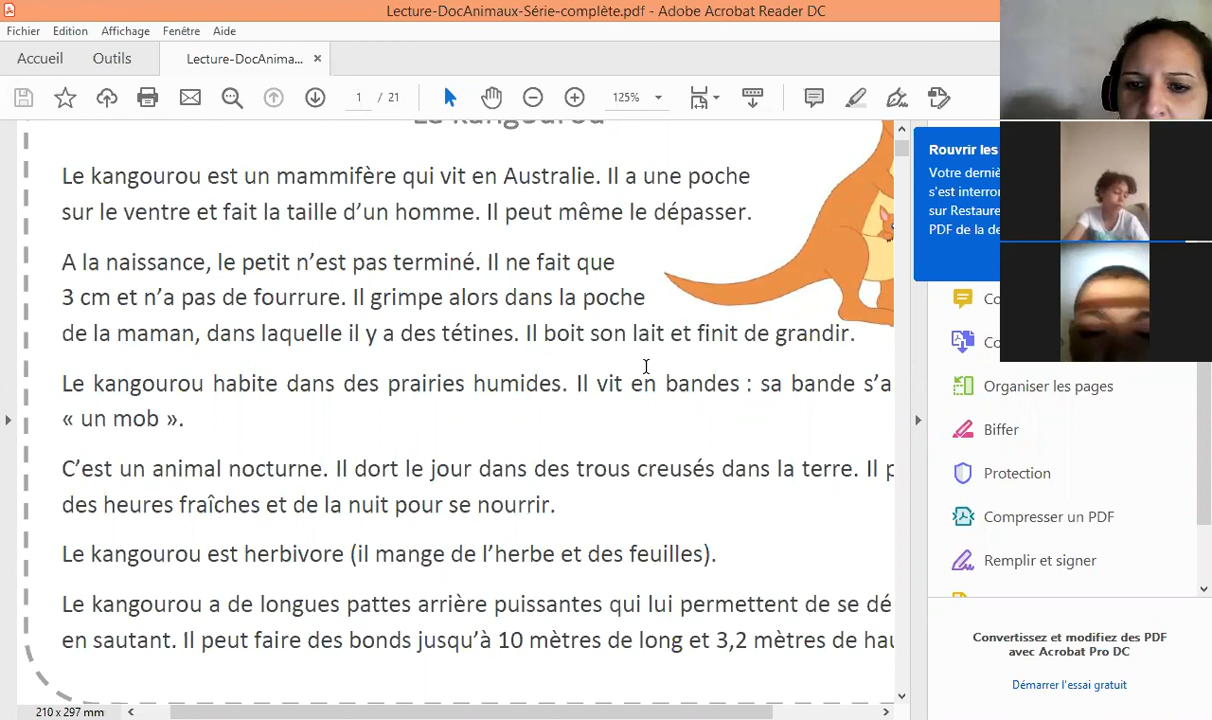 Lecture-DocAnimaux-Série-complète.pdf - Adobe Acrobat Reader DC
Fichier Edition Affichage Fenêtre Aide
Accueil Outils Lecture-DocAnima... ×
1 / 21 125%
Le kangourou
Le kangourou est un mammifère qui vit en Australie. Il a une poche
sur le ventre et fait la taille d’un homme. Il peut même le dépasser.
A la naissance, le petit n’est pas terminé. Il ne fait que
3 cm et n’a pas de fourrure. Il grimpe alors dans la poche
de la maman, dans laquelle il y a des tétines. Il boit son lait et finit de grandir.
Le kangourou habite dans des prairies humides. Il vit en bandes : sa bande s’a
« un mob ».
C’est un animal nocturne. Il dort le jour dans des trous creusés dans la terre. Il p
des heures fraîches et de la nuit pour se nourrir.
Le kangourou est herbivore (il mange de l’herbe et des feuilles).
Le kangourou a de longues pattes arrière puissantes qui lui permettent de se dé
en sautant. Il peut faire des bonds jusqu’à 10 mètres de long et 3,2 mètres de hau
210 x 297 mm
Rouvrir les
Votre derniè
s'est interron
sur Restaure
PDF de la de
Co
Co
Organiser les pages
Biffer
Protection
Compresser un PDF
Remplir et signer
Convertissez et modifiez des PDF
avec Acrobat Pro DC
Démarrer l'essai gratuit